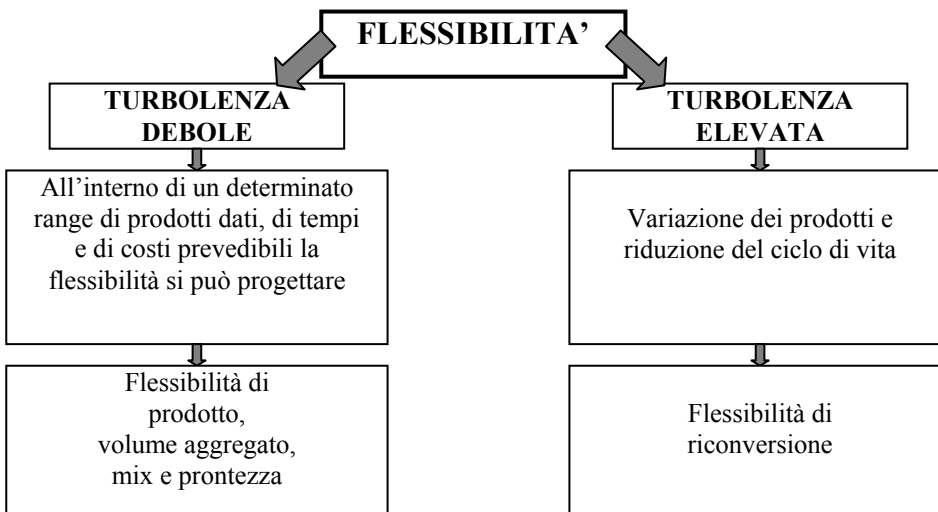 FLESSIBILITA’
TURBOLENZA
DEBOLE
All’interno di un determinato
range di prodotti dati, di tempi
e di costi prevedibili la
flessibilità si può progettare
Flessibilità di
prodotto,
volume aggregato,
mix e prontezza
TURBOLENZA
ELEVATA
Variazione dei prodotti e
riduzione del ciclo di vita
Flessibilità di
riconversione